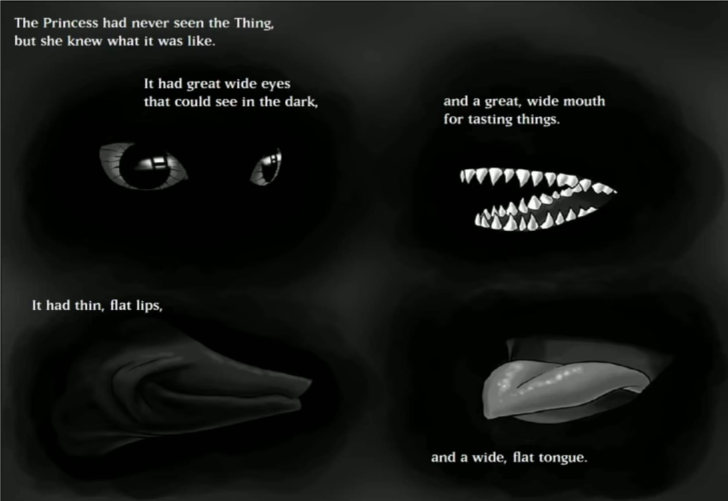 The Princess had never seen the Thing,
but she knew what it was like.
It had great wide eyes
that could see in the dark,
and a great, wide mouth
for tasting things.
It had thin, flat lips,
and a wide, flat tongue.